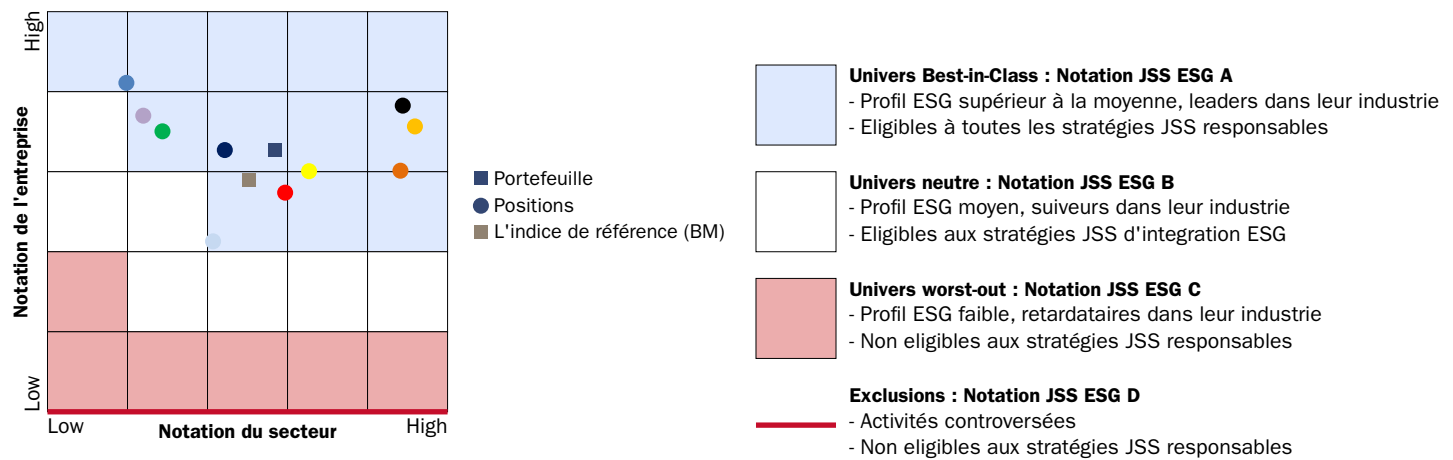 High
Notation de l'entreprise
Low
Low
Notation du secteur
High
Portefeuille
Positions
L'indice de référence (BM)
Univers Best-in-Class : Notation JSS ESG A
- Profil ESG supérieur à la moyenne, leaders dans leur industrie
- Eligibles à toutes les stratégies JSS responsables
Univers neutre : Notation JSS ESG B
- Profil ESG moyen, suiveurs dans leur industrie
- Eligibles aux stratégies JSS d'integration ESG
Univers worst-out : Notation JSS ESG C
- Profil ESG faible, retardataires dans leur industrie
- Non eligibles aux stratégies JSS responsables
Exclusions : Notation JSS ESG D
- Activités controversées
- Non eligibles aux stratégies JSS responsables